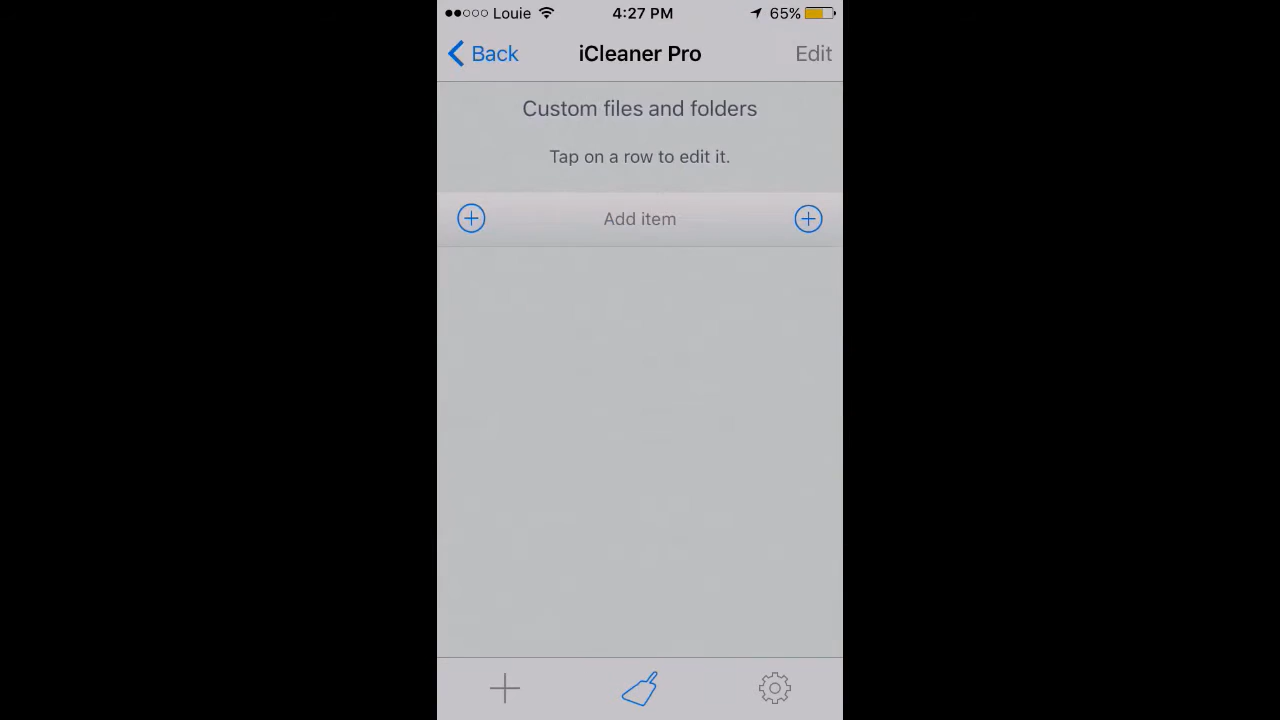 Louie 4:27 PM 65%
Back iCleaner Pro Edit
Custom files and folders
Tap on a row to edit it.
Add item